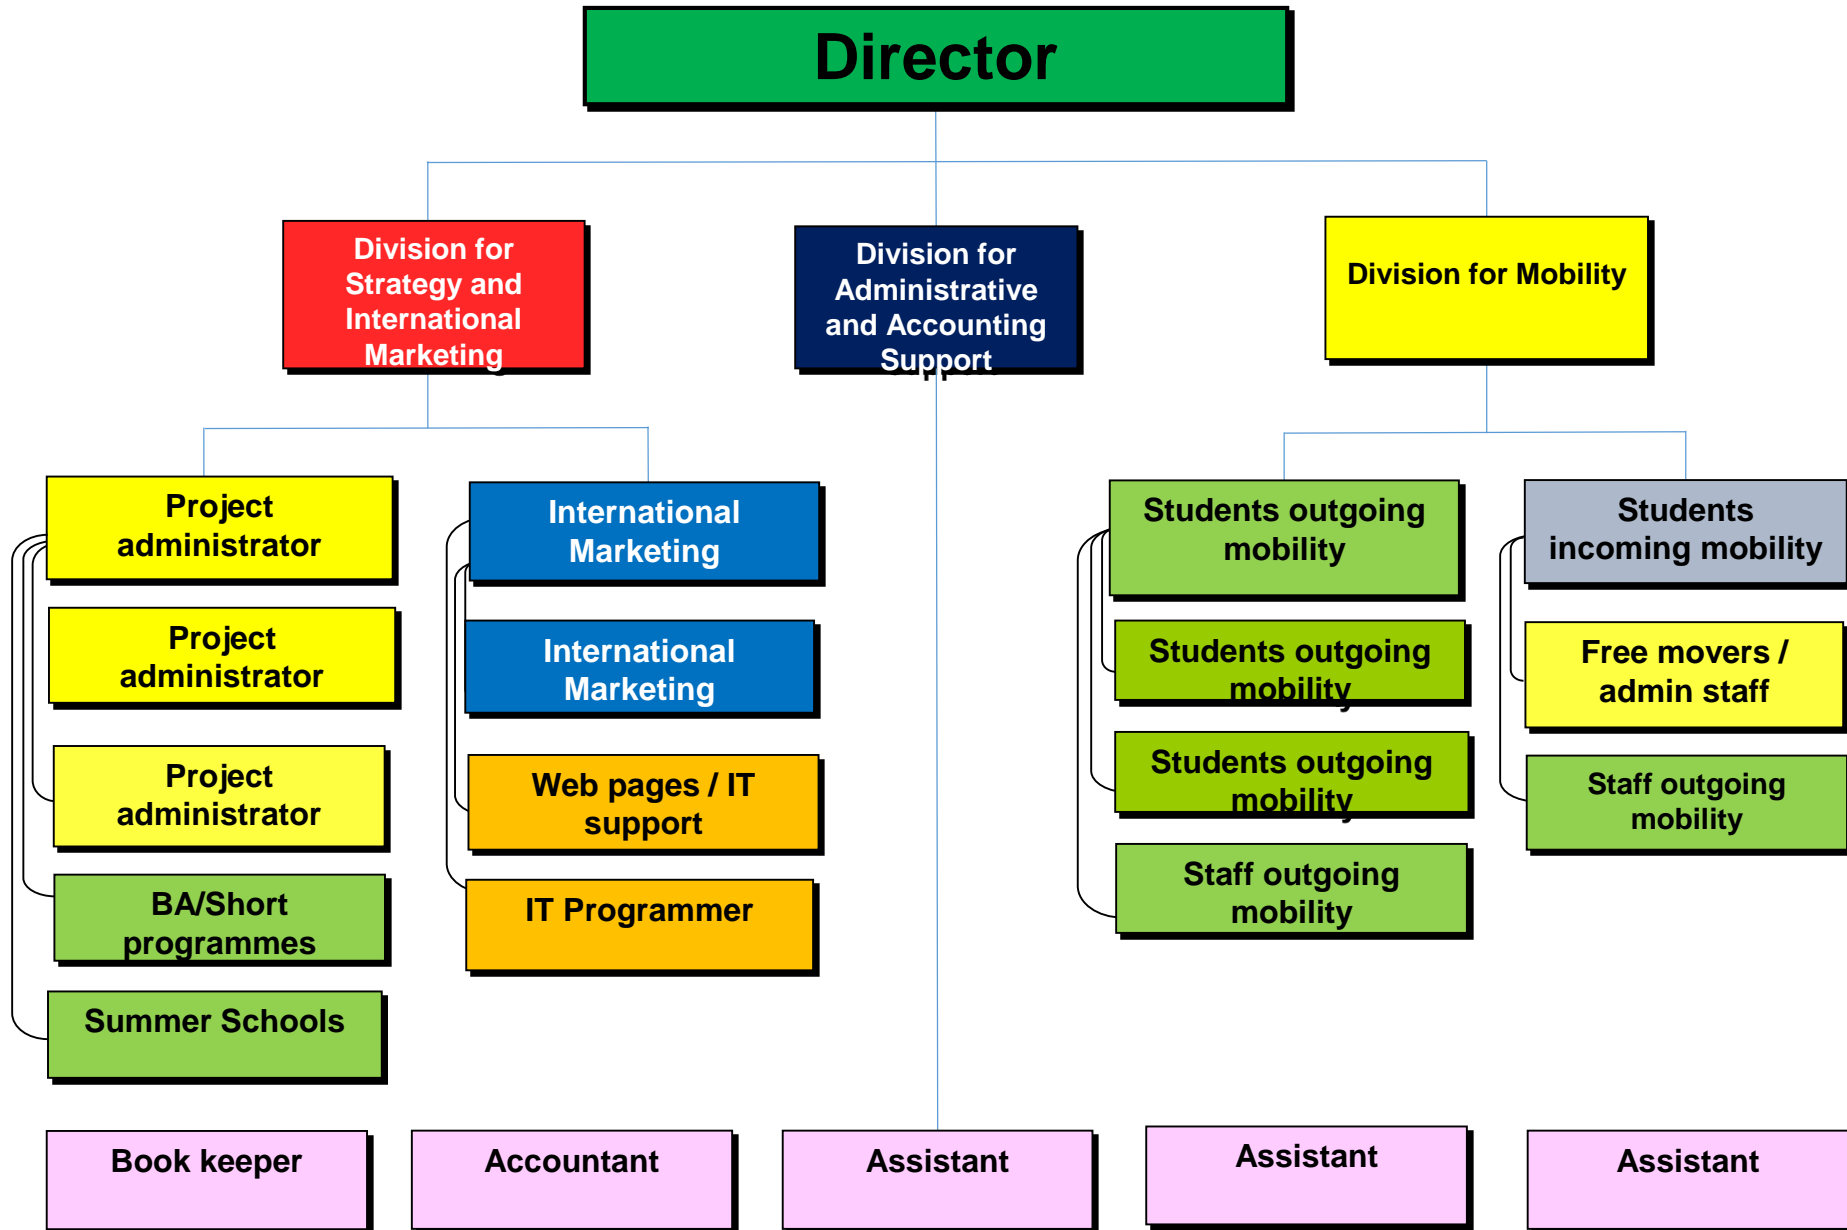 Director
Division for
Strategy and
International
Marketing
Division for
Administrative
and Accounting
Support
Division for Mobility
Project
administrator
Project
administrator
Project
administrator
BA/Short
programmes
Summer Schools
International
Marketing
International
Marketing
Web pages / IT
support
IT Programmer
Students outgoing
mobility
Students outgoing
mobility
Students outgoing
mobility
Staff outgoing
mobility
Students
incoming mobility
Free movers /
admin staff
Staff outgoing
mobility
Book keeper
Accountant
Assistant
Assistant
Assistant